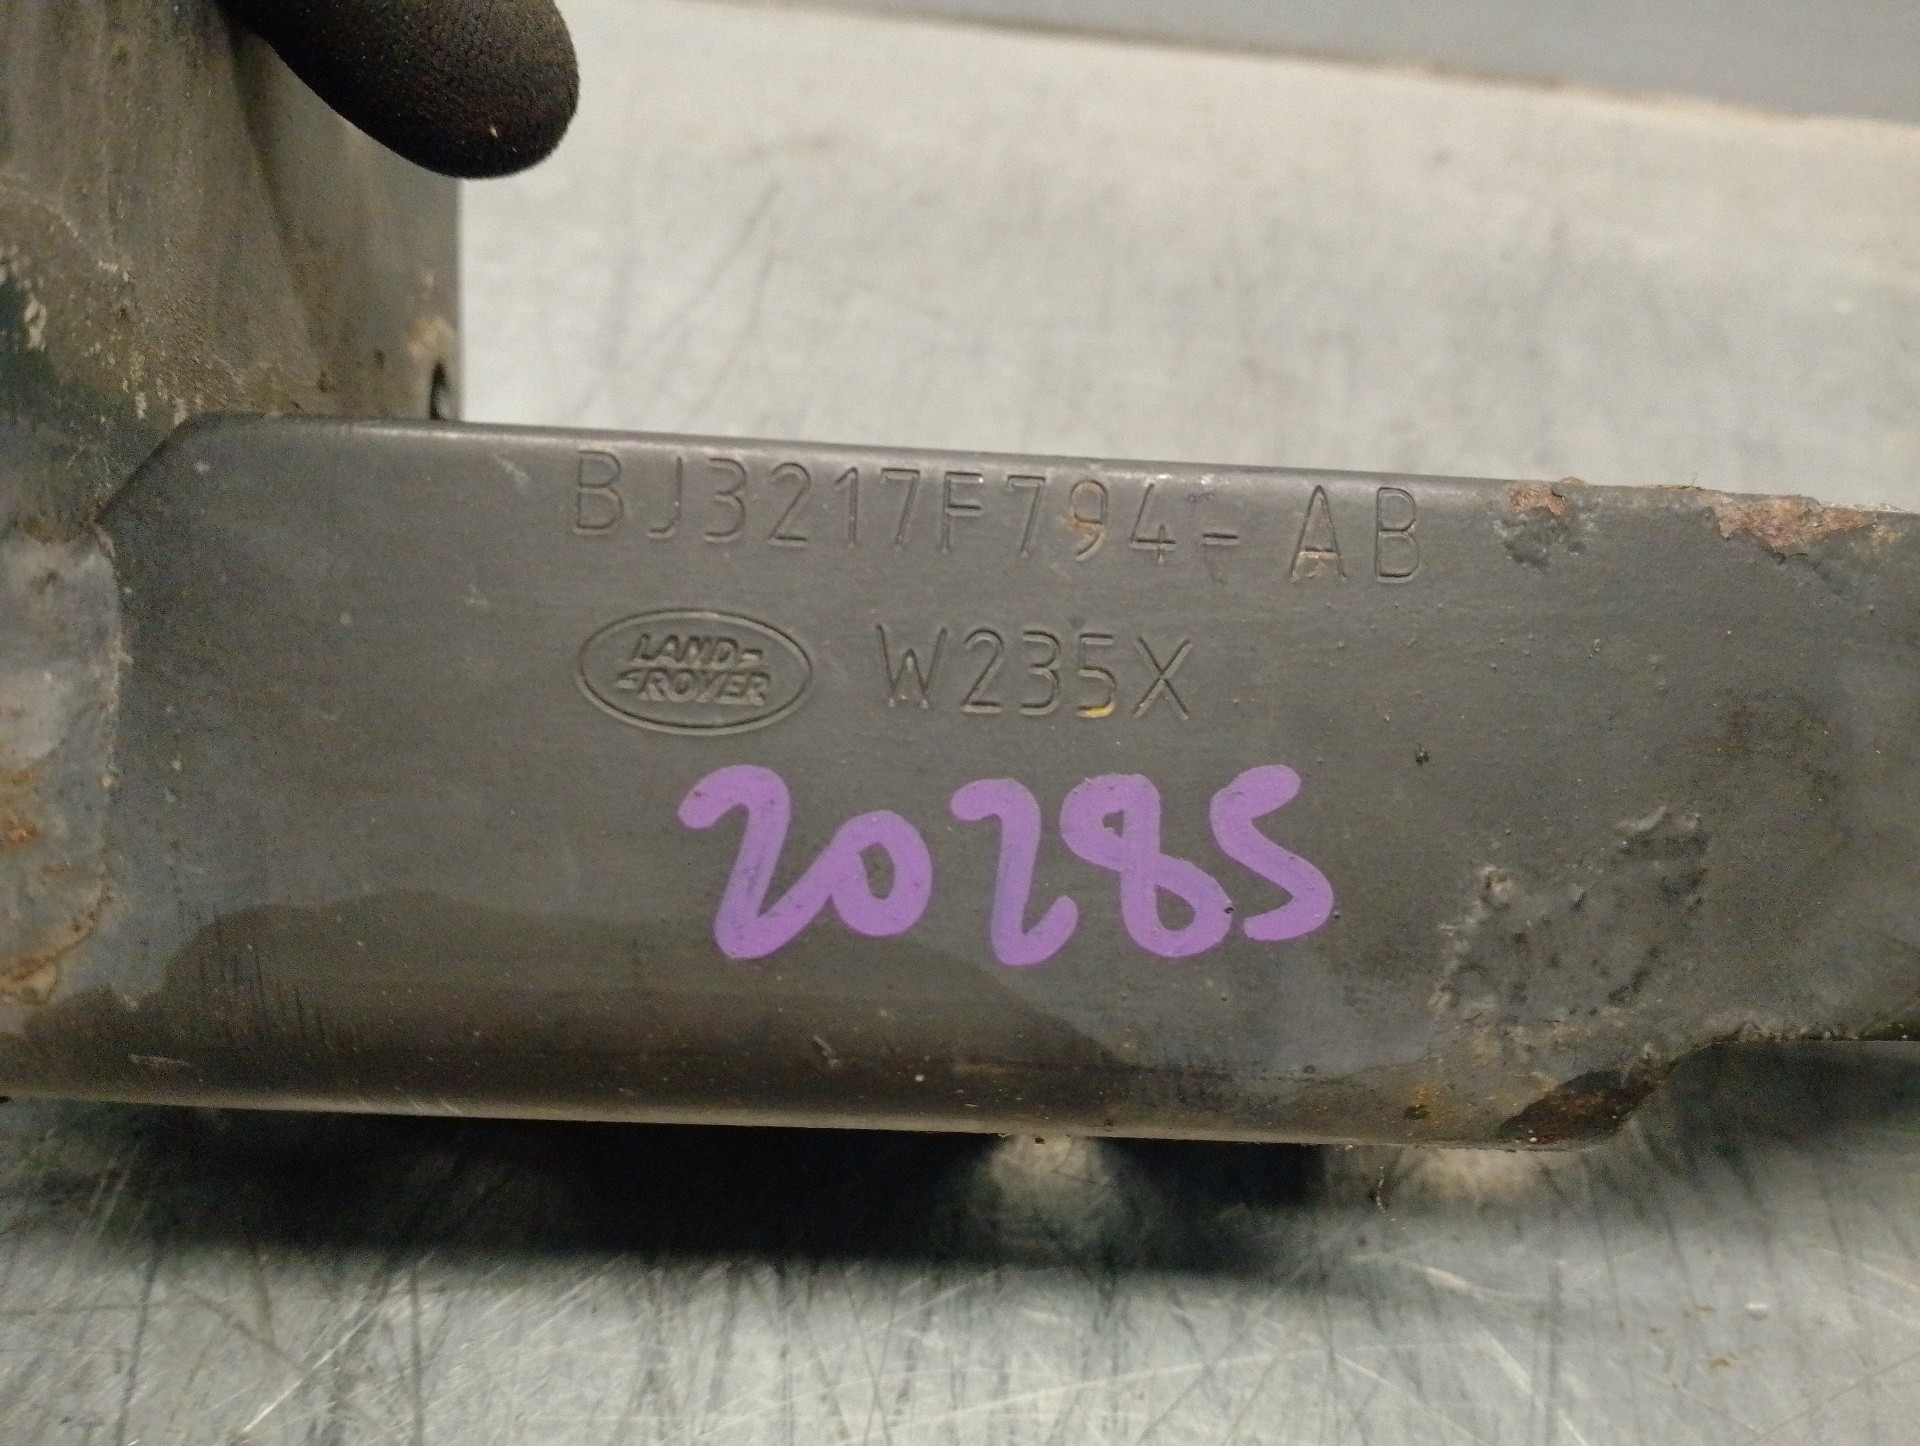 BJ3217F794-AB
LAND-
ROVER
W235X
20285